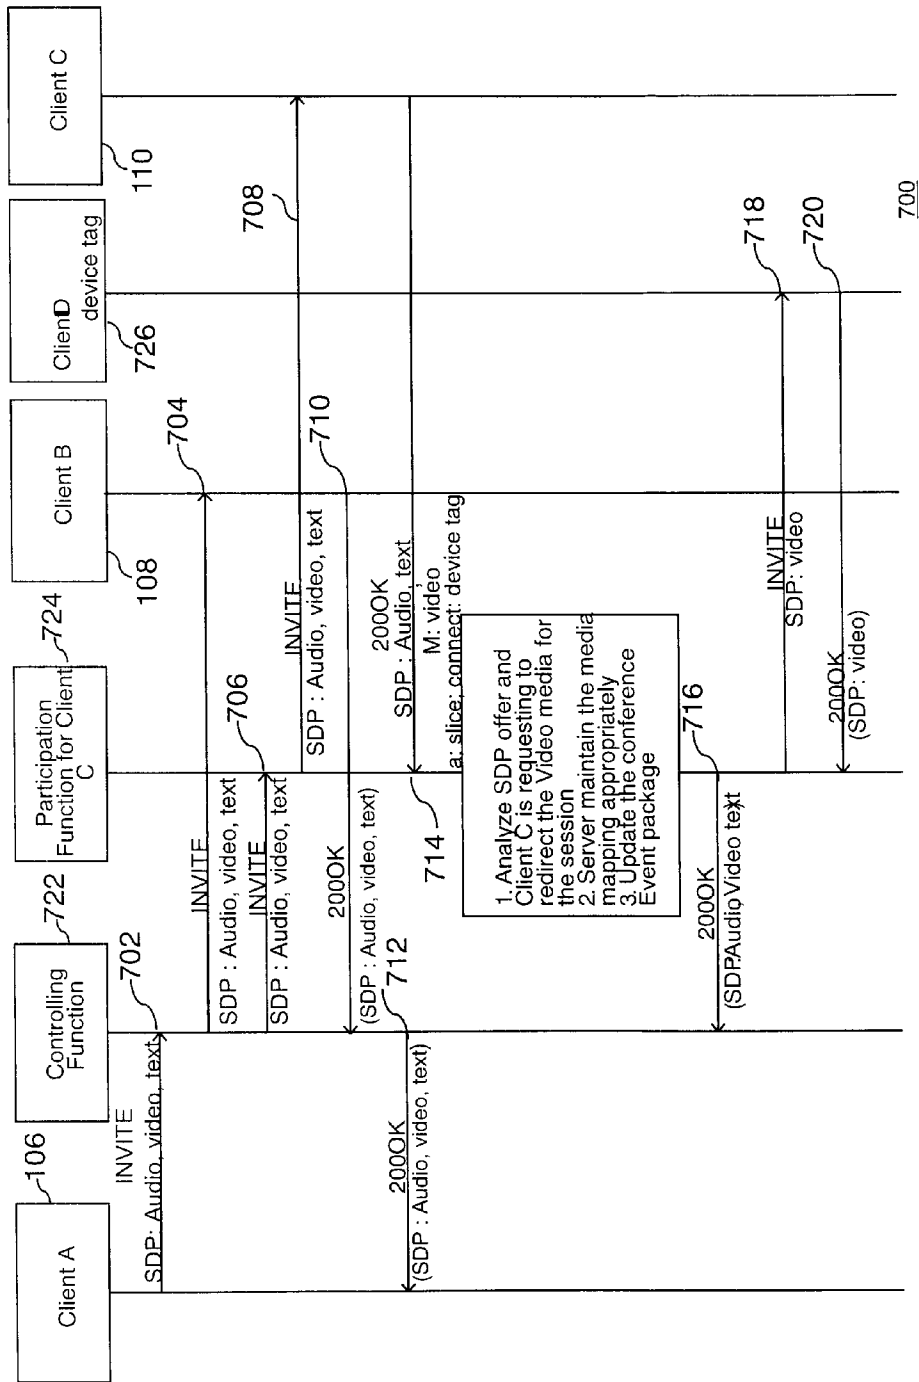 Client A
106
Controlling
Function
722
Participation
Function for Client
C
724
Client B
108
ClientD
device tag
726
Client C
110
INVITE
SDP: Audio, video, text
702
INVITE
SDP : Audio, video, text
704
INVITE
SDP : Audio, video, text
706
INVITE
SDP : Audio, video, text
708
200OK
(SDP : Audio, video, text)
710
200OK
(SDP : Audio, video, text)
712
200OK
SDP : Audio, text
M: video
a: slice; connect: device tag
714
1. Analyze SDP offer and
Client C is requesting to
redirect the Video media for
the session
2. Server maintain the media
mapping appropriately
3. Update the conference
Event package
200OK
(SDP:Audio, Video text)
716
INVITE
SDP: video
718
200OK
(SDP: video)
720
700